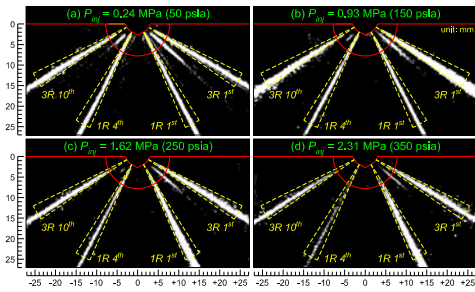 (a) P_inj = 0.24 MPa (50 psia)
(b) P_inj = 0.93 MPa (150 psia)
unit: mm
0
5
10
15
20
25
3R 10th
1R 4th
1R 1st
3R 1st
3R 10th
1R 4th
1R 1st
3R 1st
(c) P_inj = 1.62 MPa (250 psia)
(d) P_inj = 2.31 MPa (350 psia)
0
5
10
15
20
25
3R 10th
1R 4th
1R 1st
3R 1st
3R 10th
1R 4th
1R 1st
3R 1st
-25 -20 -15 -10 -5 0 +5 +10 +15 +20 +25
-25 -20 -15 -10 -5 0 +5 +10 +15 +20 +25